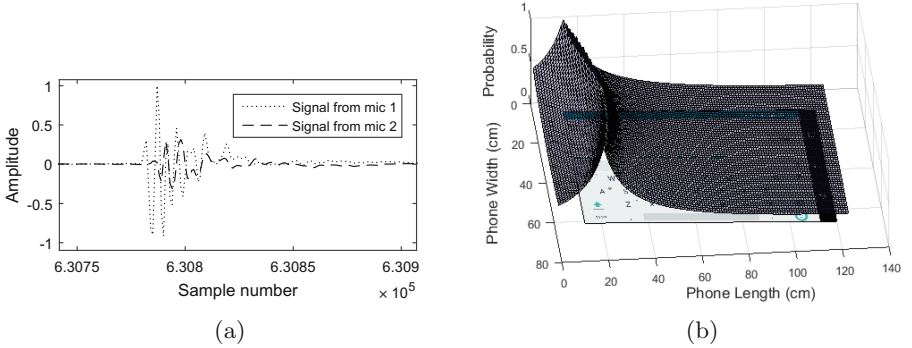 1
0.5
0
-0.5
-1
Amplitude
Signal from mic 1
Signal from mic 2
6.3075
6.308
6.3085
6.309
× 10⁵
Sample number
(a)
1
0.5
0
Probability
0
20
40
60
80
Phone Width (cm)
0
20
40
60
80
100
120
140
Phone Length (cm)
W
A
Z
(b)